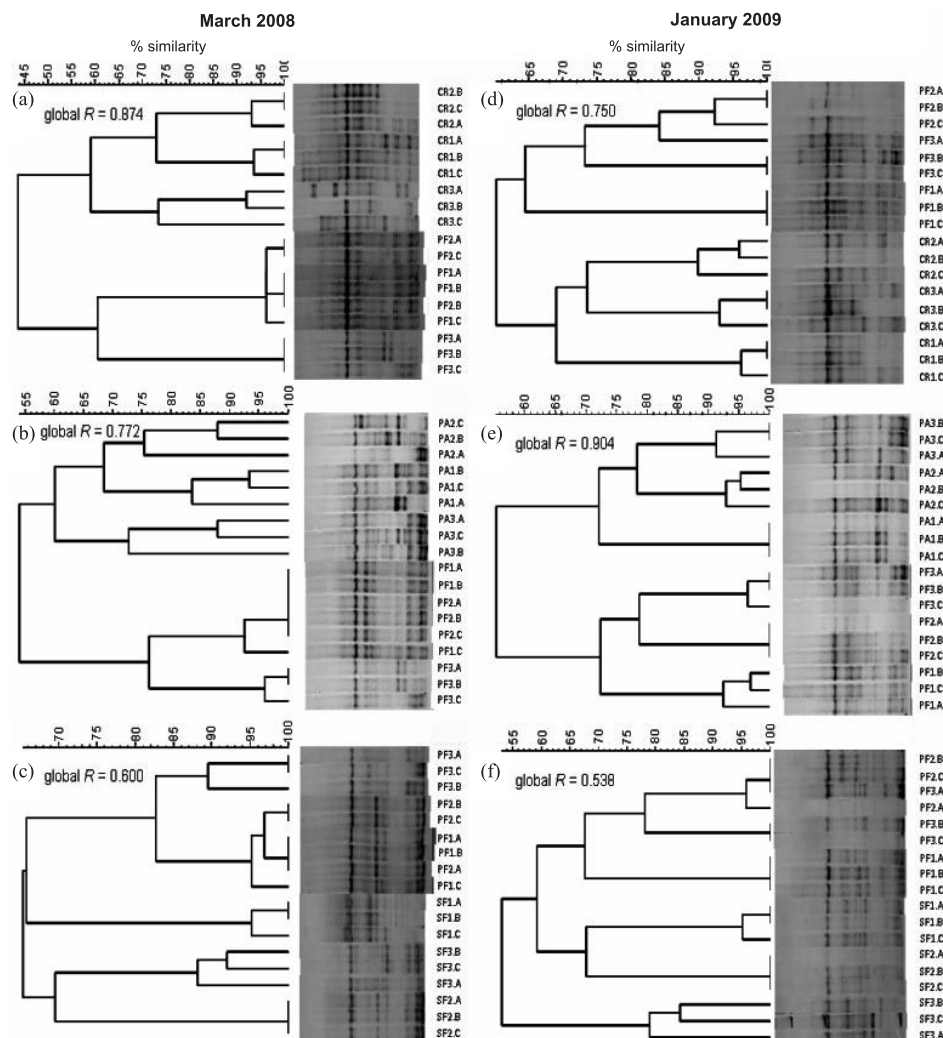 March 2008
% similarity
45 50 55 60 65 70 75 80 85 90 95 100
(a)
global R = 0.874
CR2.B
CR2.C
CR2.A
CR1.A
CR1.B
CR1.C
CR3.A
CR3.B
CR3.C
PF2.A
PF2.C
PF1.A
PF1.B
PF2.B
PF1.C
PF3.A
PF3.B
PF3.C
55 60 65 70 75 80 85 90 95 100
(b)
global R = 0.772
PA2.C
PA2.B
PA2.A
PA1.B
PA1.C
PA1.A
PA3.A
PA3.C
PA3.B
PF1.A
PF1.B
PF2.A
PF2.B
PF2.C
PF1.C
PF3.A
PF3.B
PF3.C
70 75 80 85 90 95 100
(c)
global R = 0.600
PF3.A
PF3.C
PF3.B
PF2.B
PF2.C
PF1.A
PF1.B
PF2.A
PF1.C
SF1.A
SF1.B
SF1.C
SF3.B
SF3.C
SF3.A
SF2.A
SF2.B
SF2.C
January 2009
% similarity
60 65 70 75 80 85 90 95 100
(d)
global R = 0.750
PF2.A
PF2.B
PF2.C
PF3.A
PF3.B
PF3.C
PF1.A
PF1.B
PF1.C
CR2.A
CR2.B
CR2.C
CR3.A
CR3.B
CR3.C
CR1.A
CR1.B
CR1.C
60 65 70 75 80 85 90 95 100
(e)
global R = 0.904
PA3.B
PA3.C
PA3.A
PA2.A
PA2.B
PA2.C
PA1.A
PA1.B
PA1.C
PF3.A
PF3.B
PF3.C
PF2.A
PF2.B
PF2.C
PF1.B
PF1.C
PF1.A
55 60 65 70 75 80 85 90 95 100
(f)
global R = 0.538
PF2.B
PF2.C
PF3.A
PF2.A
PF3.B
PF3.C
PF1.A
PF1.B
PF1.C
SF1.A
SF1.B
SF1.C
SF2.A
SF2.B
SF2.C
SF3.B
SF3.C
SF3.A